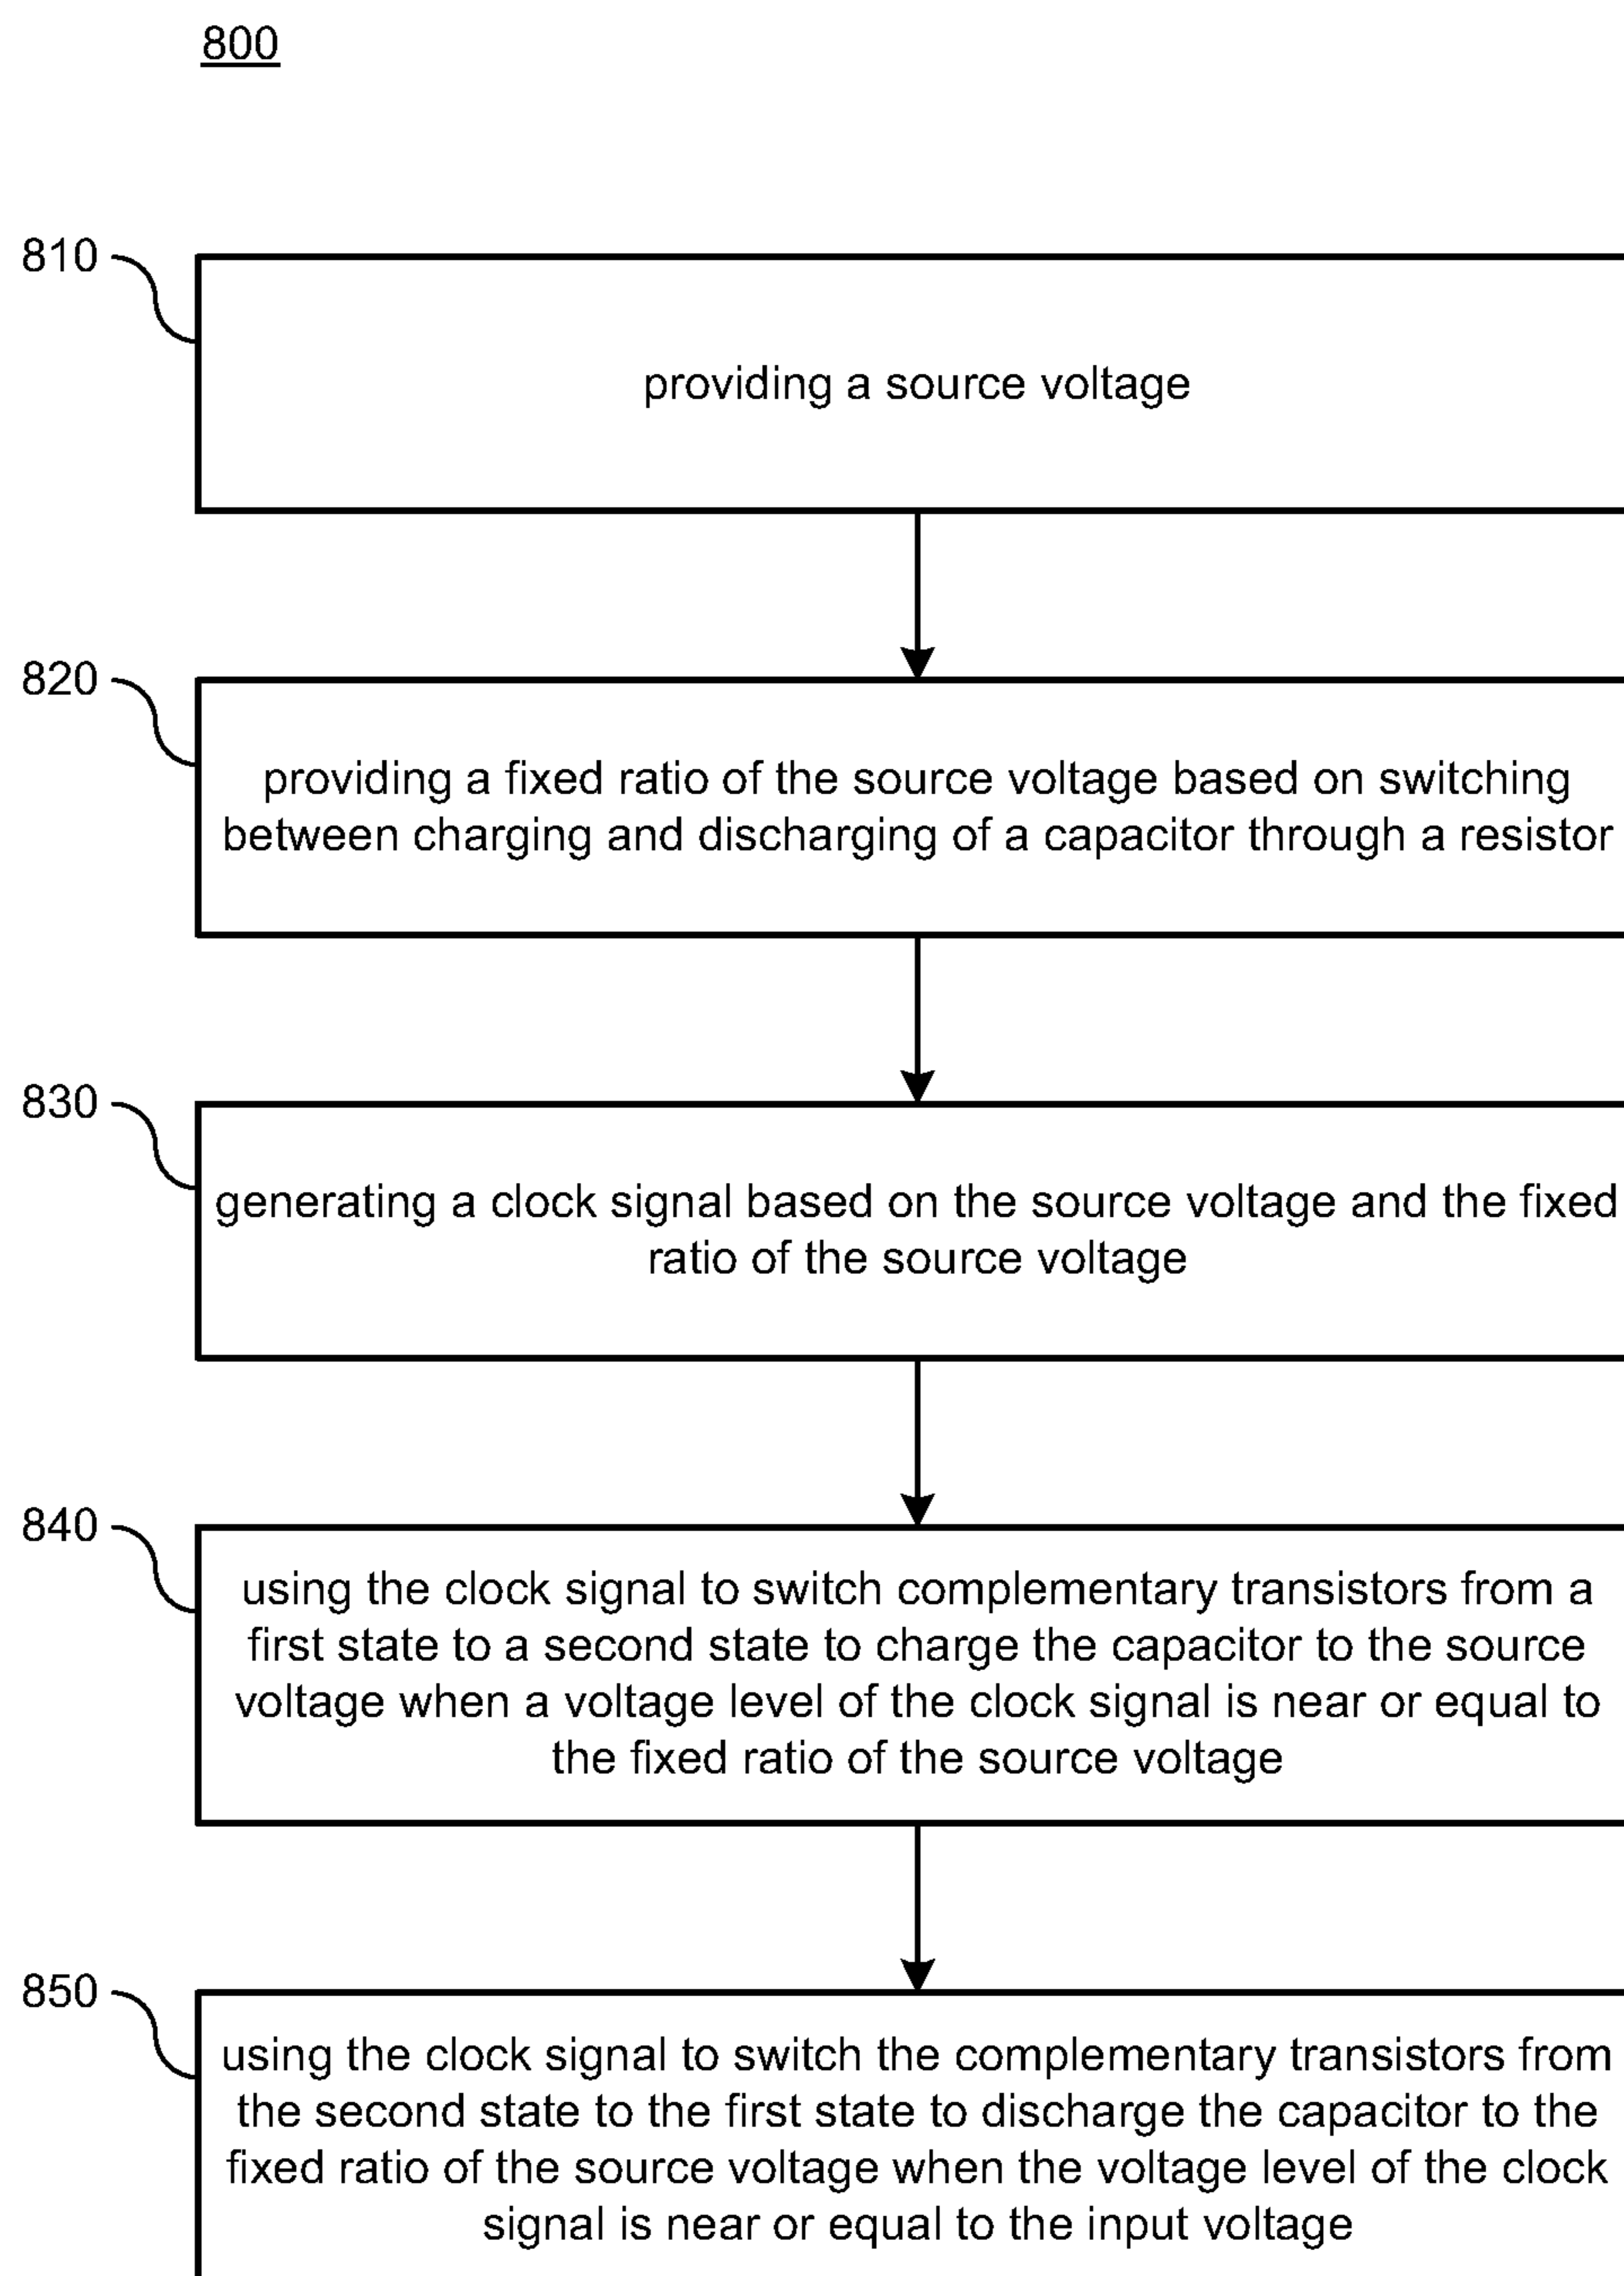 800
810
providing a source voltage
820
providing a fixed ratio of the source voltage based on switching
between charging and discharging of a capacitor through a resistor
830
generating a clock signal based on the source voltage and the fixed
ratio of the source voltage
840
using the clock signal to switch complementary transistors from a
first state to a second state to charge the capacitor to the source
voltage when a voltage level of the clock signal is near or equal to
the fixed ratio of the source voltage
850
using the clock signal to switch the complementary transistors from
the second state to the first state to discharge the capacitor to the
fixed ratio of the source voltage when the voltage level of the clock
signal is near or equal to the input voltage